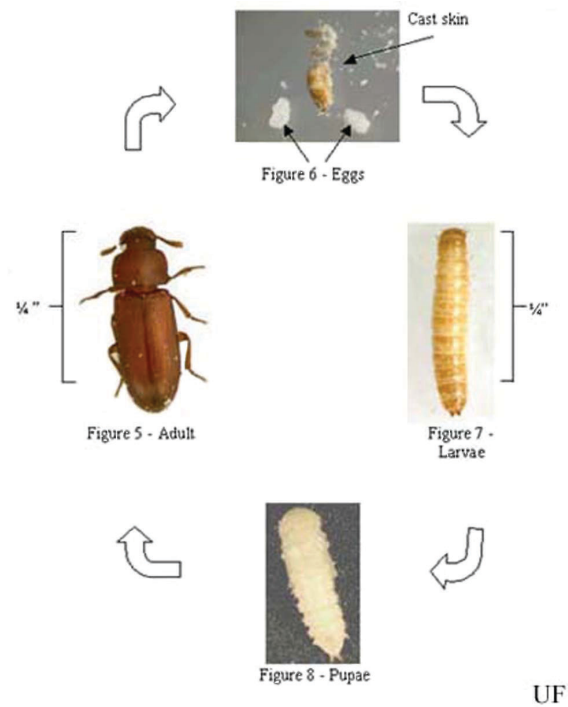 Cast skin
Figure 6 - Eggs
¼"
¼"
Figure 5 - Adult
Figure 7 -
Larvae
Figure 8 - Pupae
UF